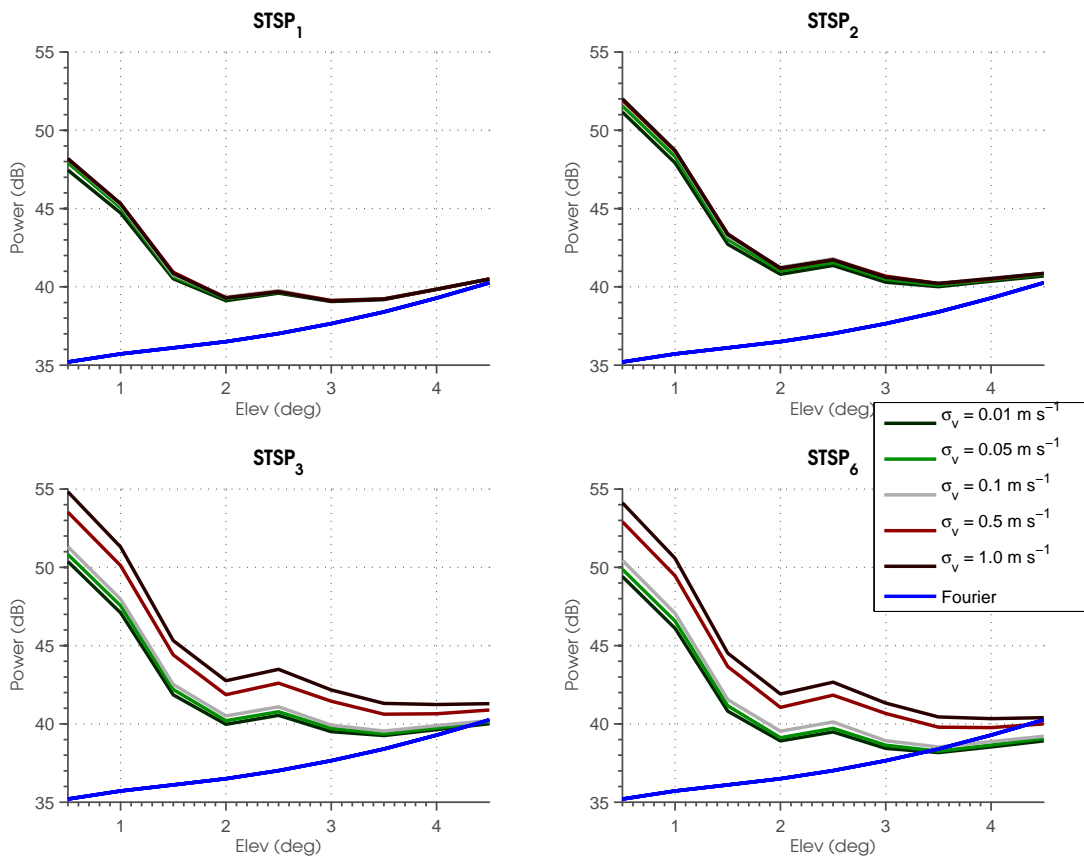 STSP₁
55
50
45
40
35
Power (dB)
1 2 3 4
Elev (deg)
STSP₂
55
50
45
40
35
Power (dB)
1 2 3 4
Elev (deg)
STSP₃
55
50
45
40
35
Power (dB)
1 2 3 4
Elev (deg)
STSP₆
55
50
45
40
35
Power (dB)
1 2 3 4
Elev (deg)
σᵥ = 0.01 m s⁻¹
σᵥ = 0.05 m s⁻¹
σᵥ = 0.1 m s⁻¹
σᵥ = 0.5 m s⁻¹
σᵥ = 1.0 m s⁻¹
Fourier